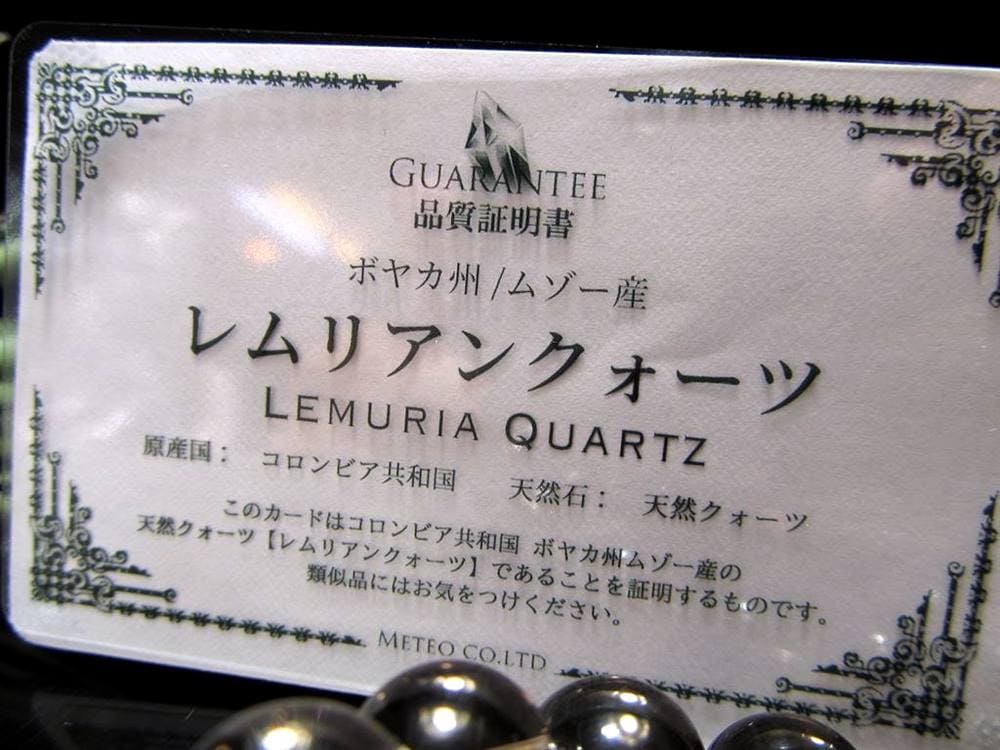 GUARANTEE
品質証明書
ボヤカ州/ムゾー産
レムリアンクォーツ
LEMURIA QUARTZ
原産国： コロンビア共和国 天然石： 天然クォーツ
このカードはコロンビア共和国 ボヤカ州ムゾー産の
天然クォーツ【レムリアンクォーツ】であることを証明するものです。
類似品にはお気をつけください。
METEO CO.LTD